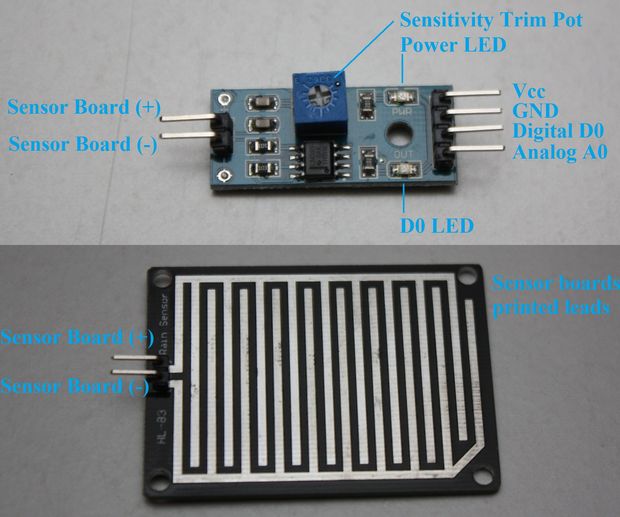 Sensitivity Trim Pot
Power LED
Sensor Board (+)
Sensor Board (-)
Vcc
GND
Digital D0
Analog A0
PWR
OUT
D0 LED
Sensor boards
printed leads
Sensor Board (+)
Sensor Board (-)
Rain Sensor
HL-83